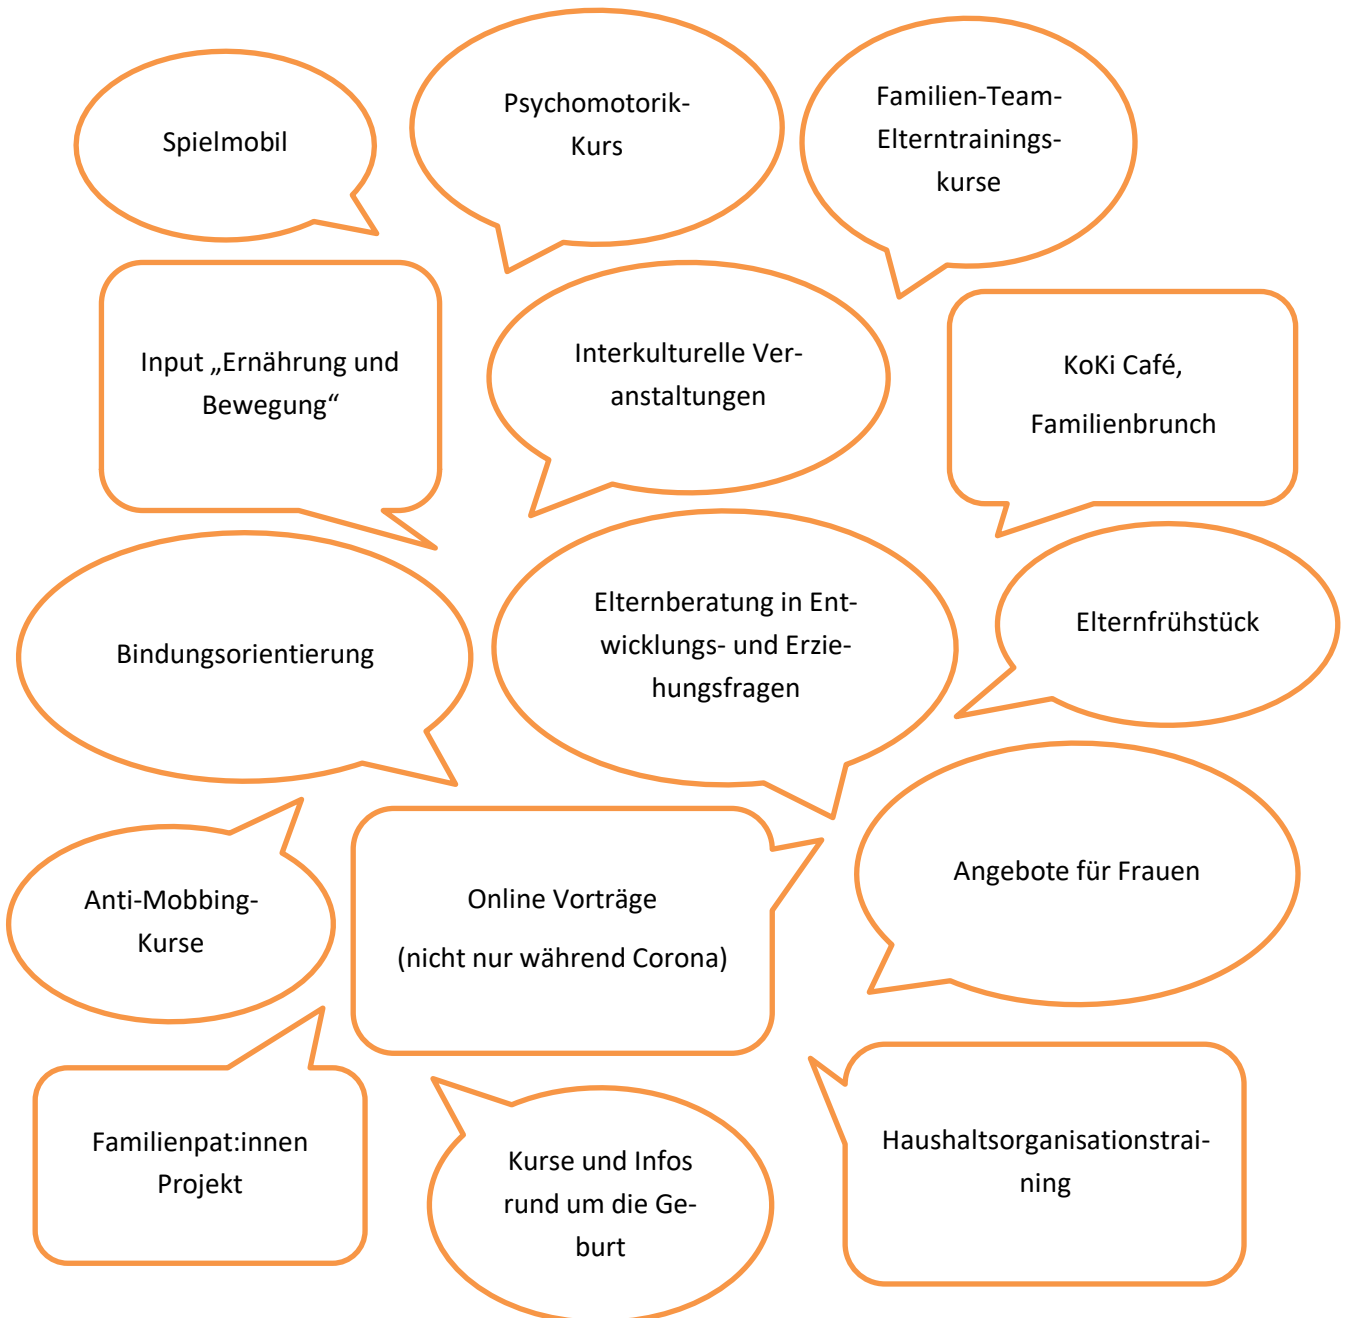 Spielmobil
Psychomotorik-
Kurs
Familien-Team-
Elterntrainings-
kurse
Input „Ernährung und
Bewegung“
Interkulturelle Ver-
anstaltungen
KoKi Café,
Familienbrunch
Bindungsorientierung
Elternberatung in Ent-
wicklungs- und Erzie-
hungsfragen
Elternfrühstück
Anti-Mobbing-
Kurse
Online Vorträge
(nicht nur während Corona)
Angebote für Frauen
Familienpat:innen
Projekt
Kurse und Infos
rund um die Ge-
burt
Haushaltsorganisationstrai-
ning